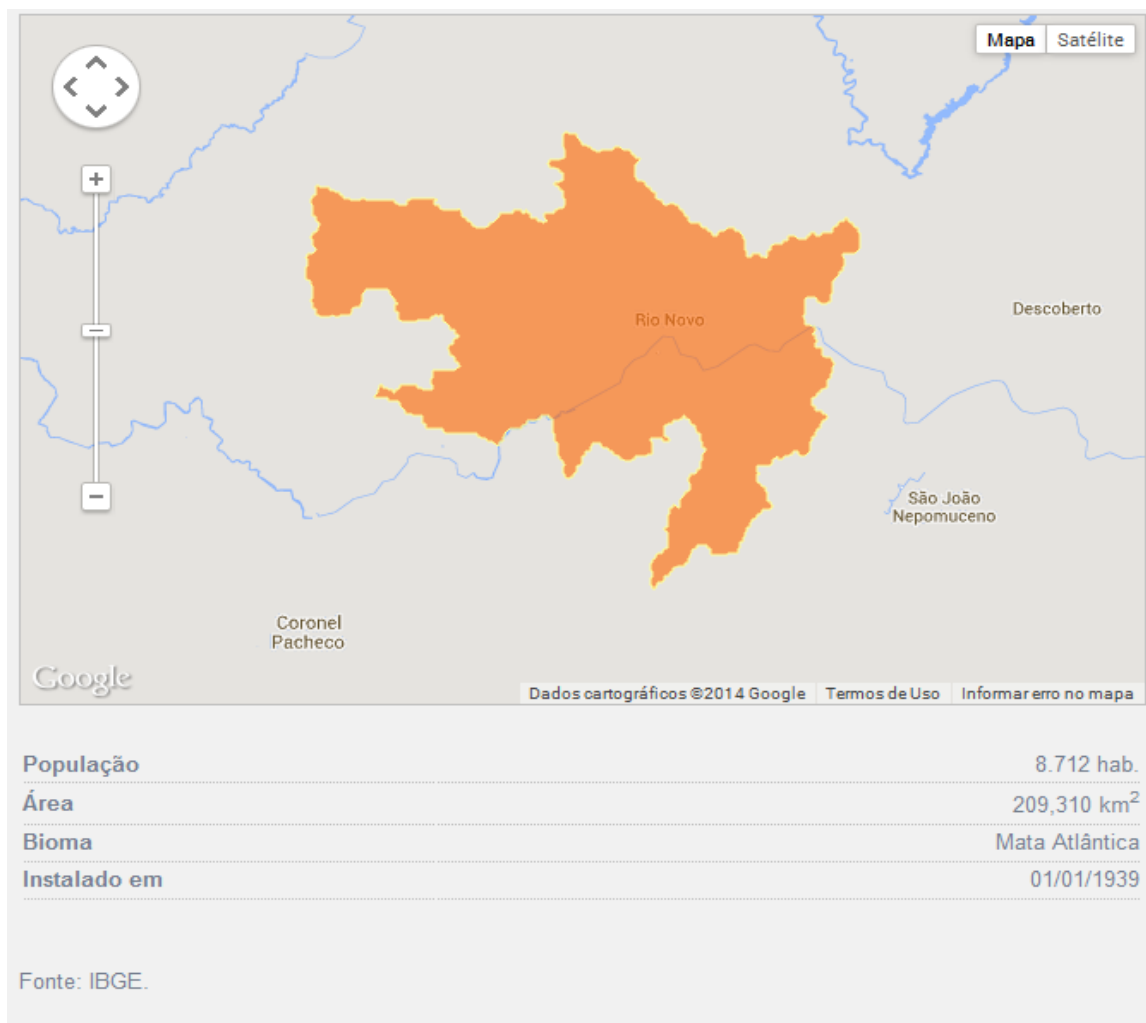 Mapa Satélite
Rio Novo
Descoberto
São João
Nepomuceno
Coronel
Pacheco
Google
Dados cartográficos ©2014 Google Termos de Uso Informar erro no mapa
População 8.712 hab.
Área 209,310 km²
Bioma Mata Atlântica
Instalado em 01/01/1939
Fonte: IBGE.